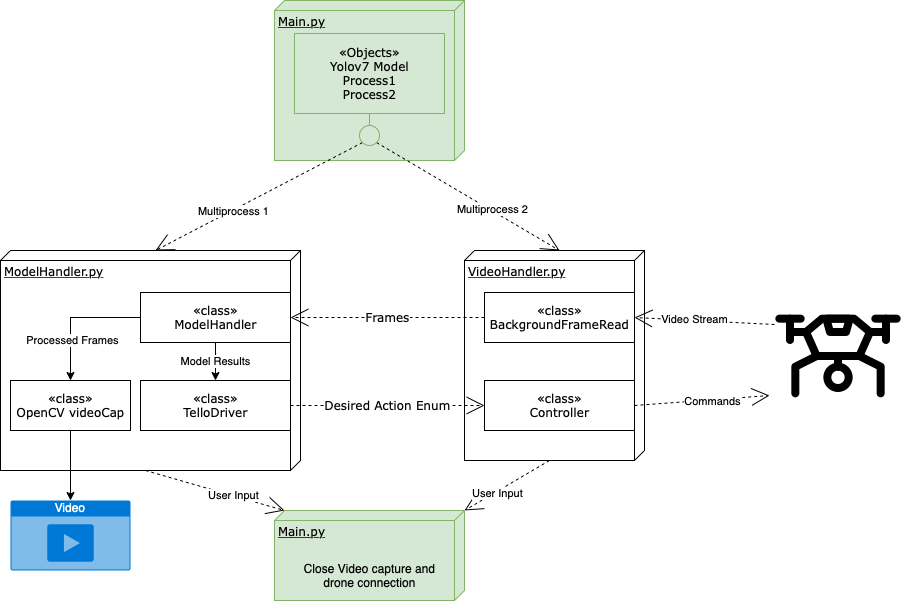 Main.py
«Objects»
Yolov7 Model
Process1
Process2
Multiprocess 1
Multiprocess 2
ModelHandler.py
«class»
ModelHandler
Processed Frames
Model Results
«class»
OpenCV videoCap
«class»
TelloDriver
Frames
Desired Action Enum
VideoHandler.py
«class»
BackgroundFrameRead
«class»
Controller
Video Stream
Commands
User Input
User Input
Video
Main.py
Close Video capture and
drone connection